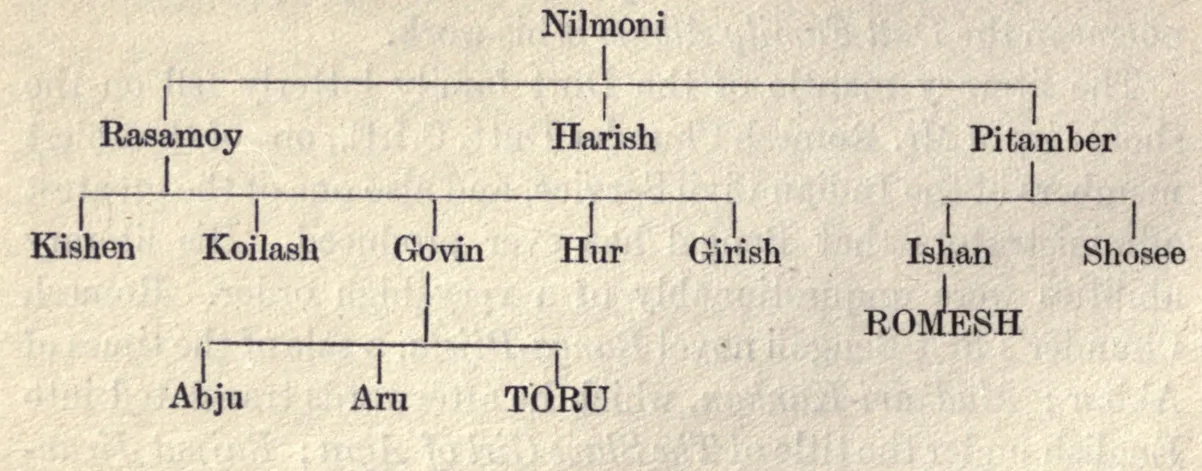 Nilmoni
Rasamoy Harish Pitamber
Kishen Koilash Govin Hur Girish Ishan Shosee
ROMESH
Abju Aru TORU